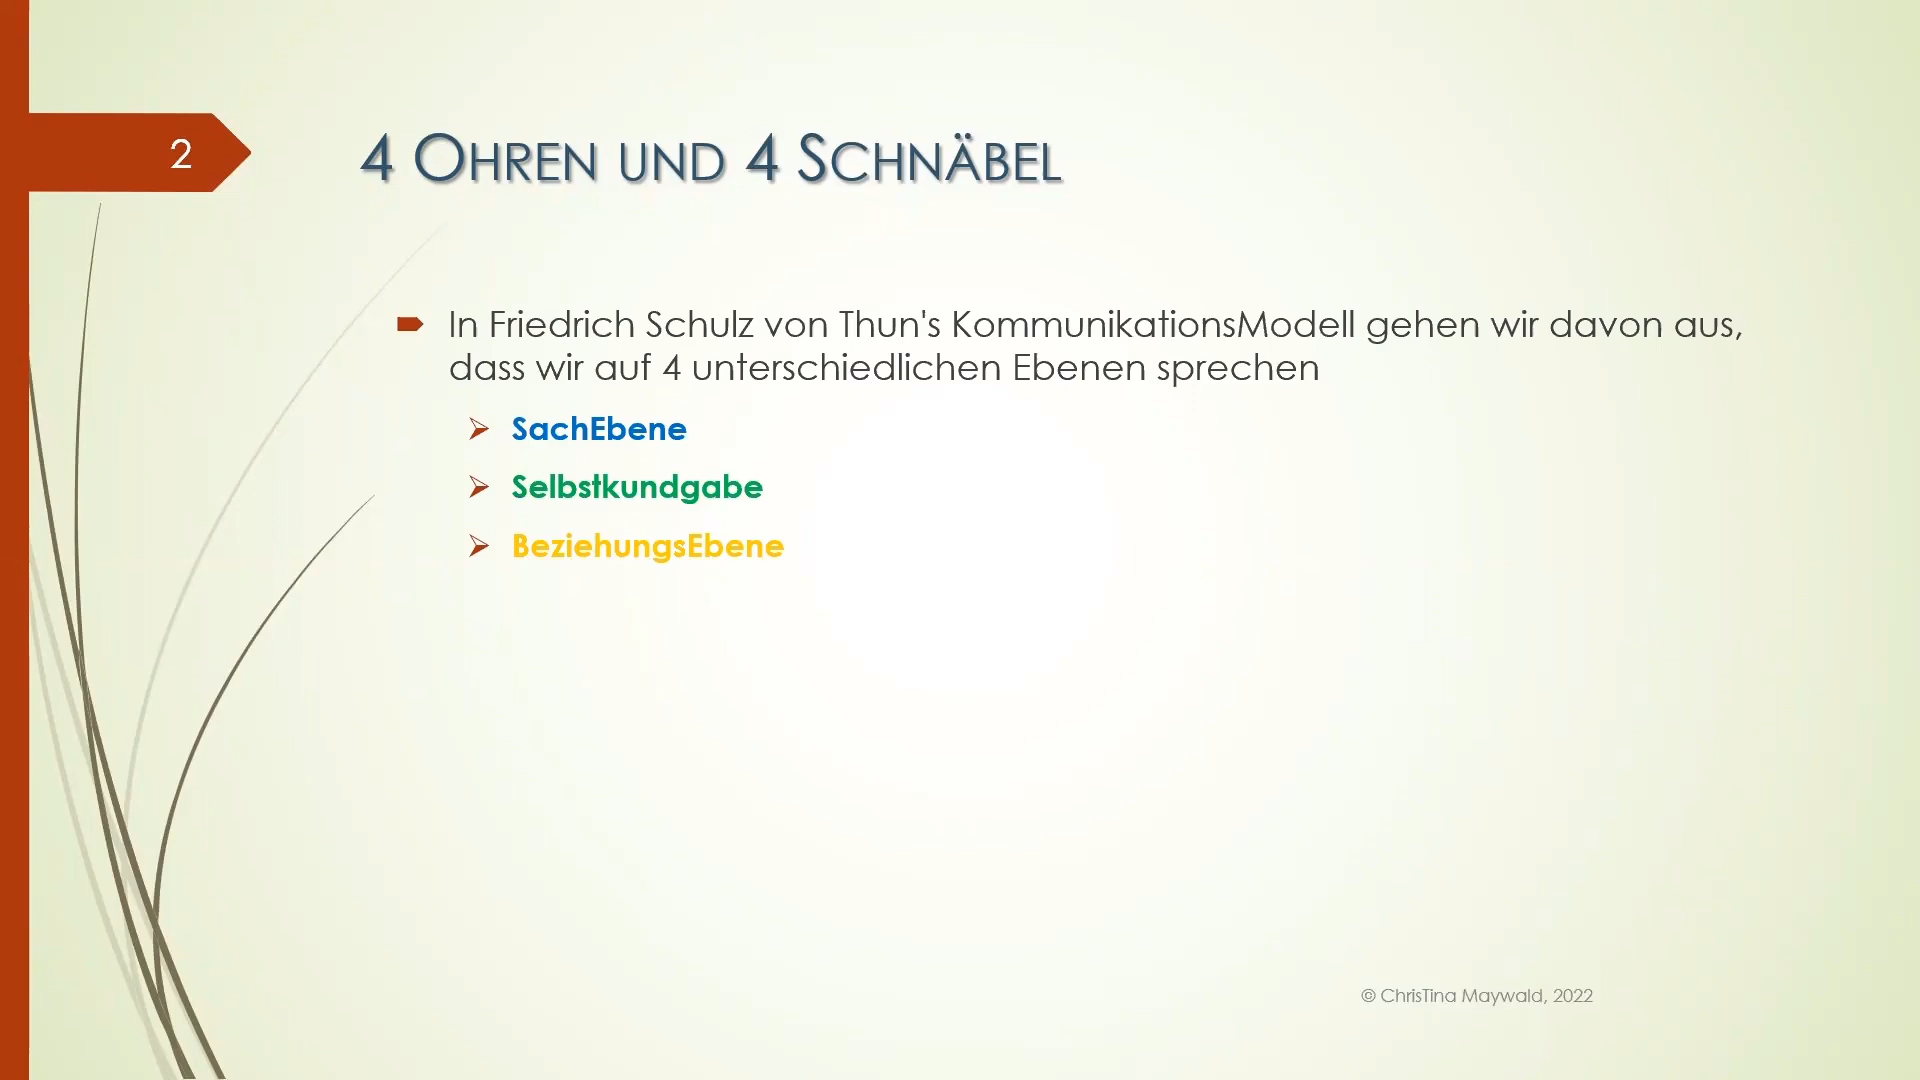 2
4 Ohren und 4 Schnäbel
In Friedrich Schulz von Thun's KommunikationsModell gehen wir davon aus,
dass wir auf 4 unterschiedlichen Ebenen sprechen
SachEbene
Selbstkundgabe
BeziehungsEbene
© ChrisTina Maywald, 2022